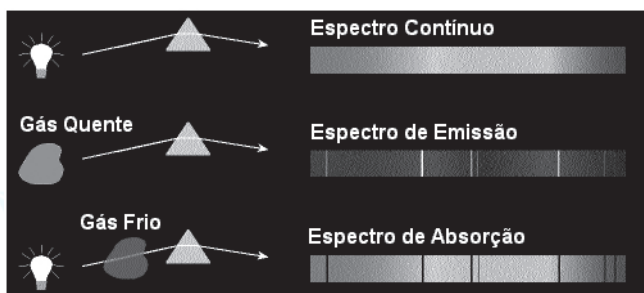 Espectro Contínuo
Gás Quente
Espectro de Emissão
Gás Frio
Espectro de Absorção